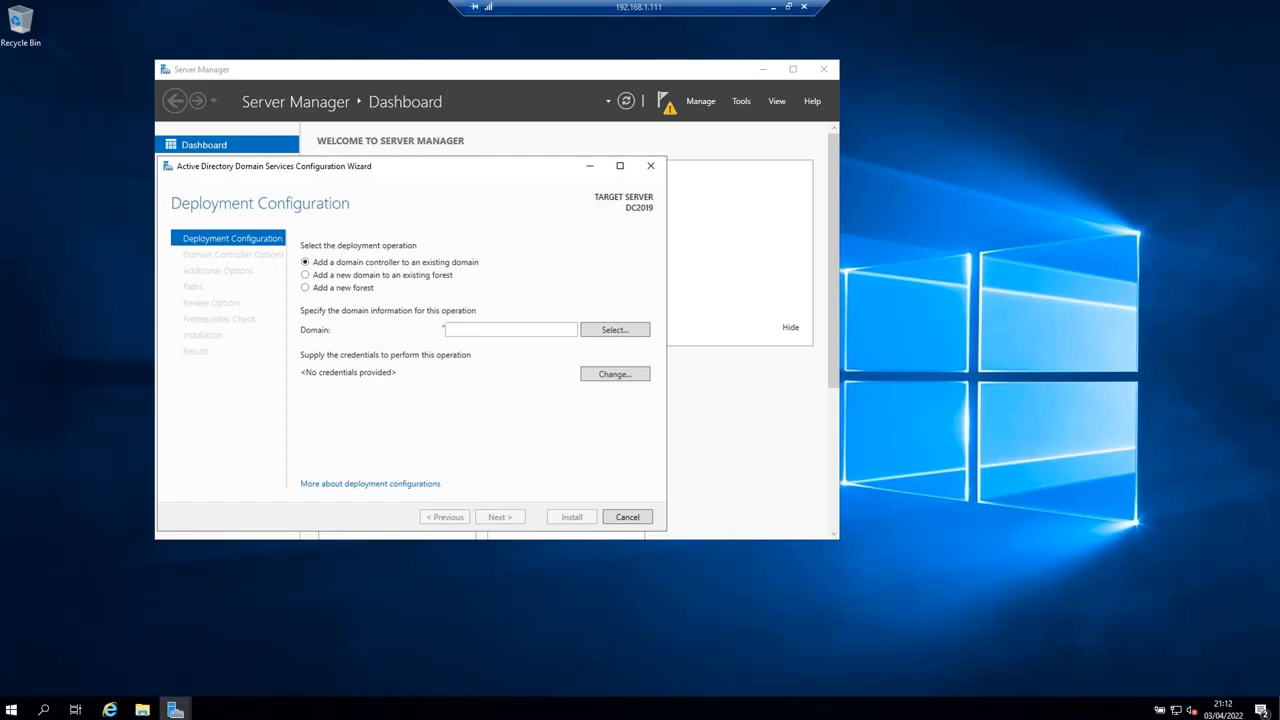 192.168.1.111
Recycle Bin
Server Manager
Server Manager Dashboard
Manage Tools View Help
Dashboard
WELCOME TO SERVER MANAGER
Active Directory Domain Services Configuration Wizard
Deployment Configuration
TARGET SERVER
DC2019
Deployment Configuration
Domain Controller Options
Additional Options
Paths
Review Options
Prerequisites Check
Installation
Results
Select the deployment operation
Add a domain controller to an existing domain
Add a new domain to an existing forest
Add a new forest
Specify the domain information for this operation
Domain: * Select...
Supply the credentials to perform this operation
<No credentials provided> Change...
Hide
More about deployment configurations
< Previous Next > Install Cancel
21:12
03/04/2022
2